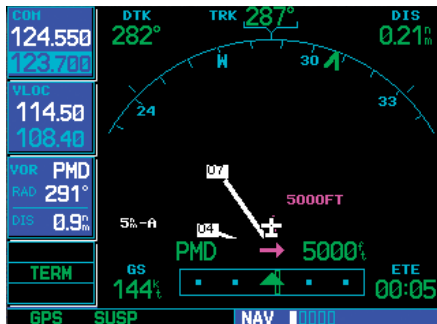 COM
124.550
123.700
VLOC
114.50
108.40
VOR PMD
RAD 291°
DIS 0.9nm
TERM
GPS SUSP NAV
DTK
282°
TRK 287°
DIS
0.21nm
24
W
30
33
07
04
5000FT
5nm-A
PMD → 5000ft
GS
144kt
ETE
00:05